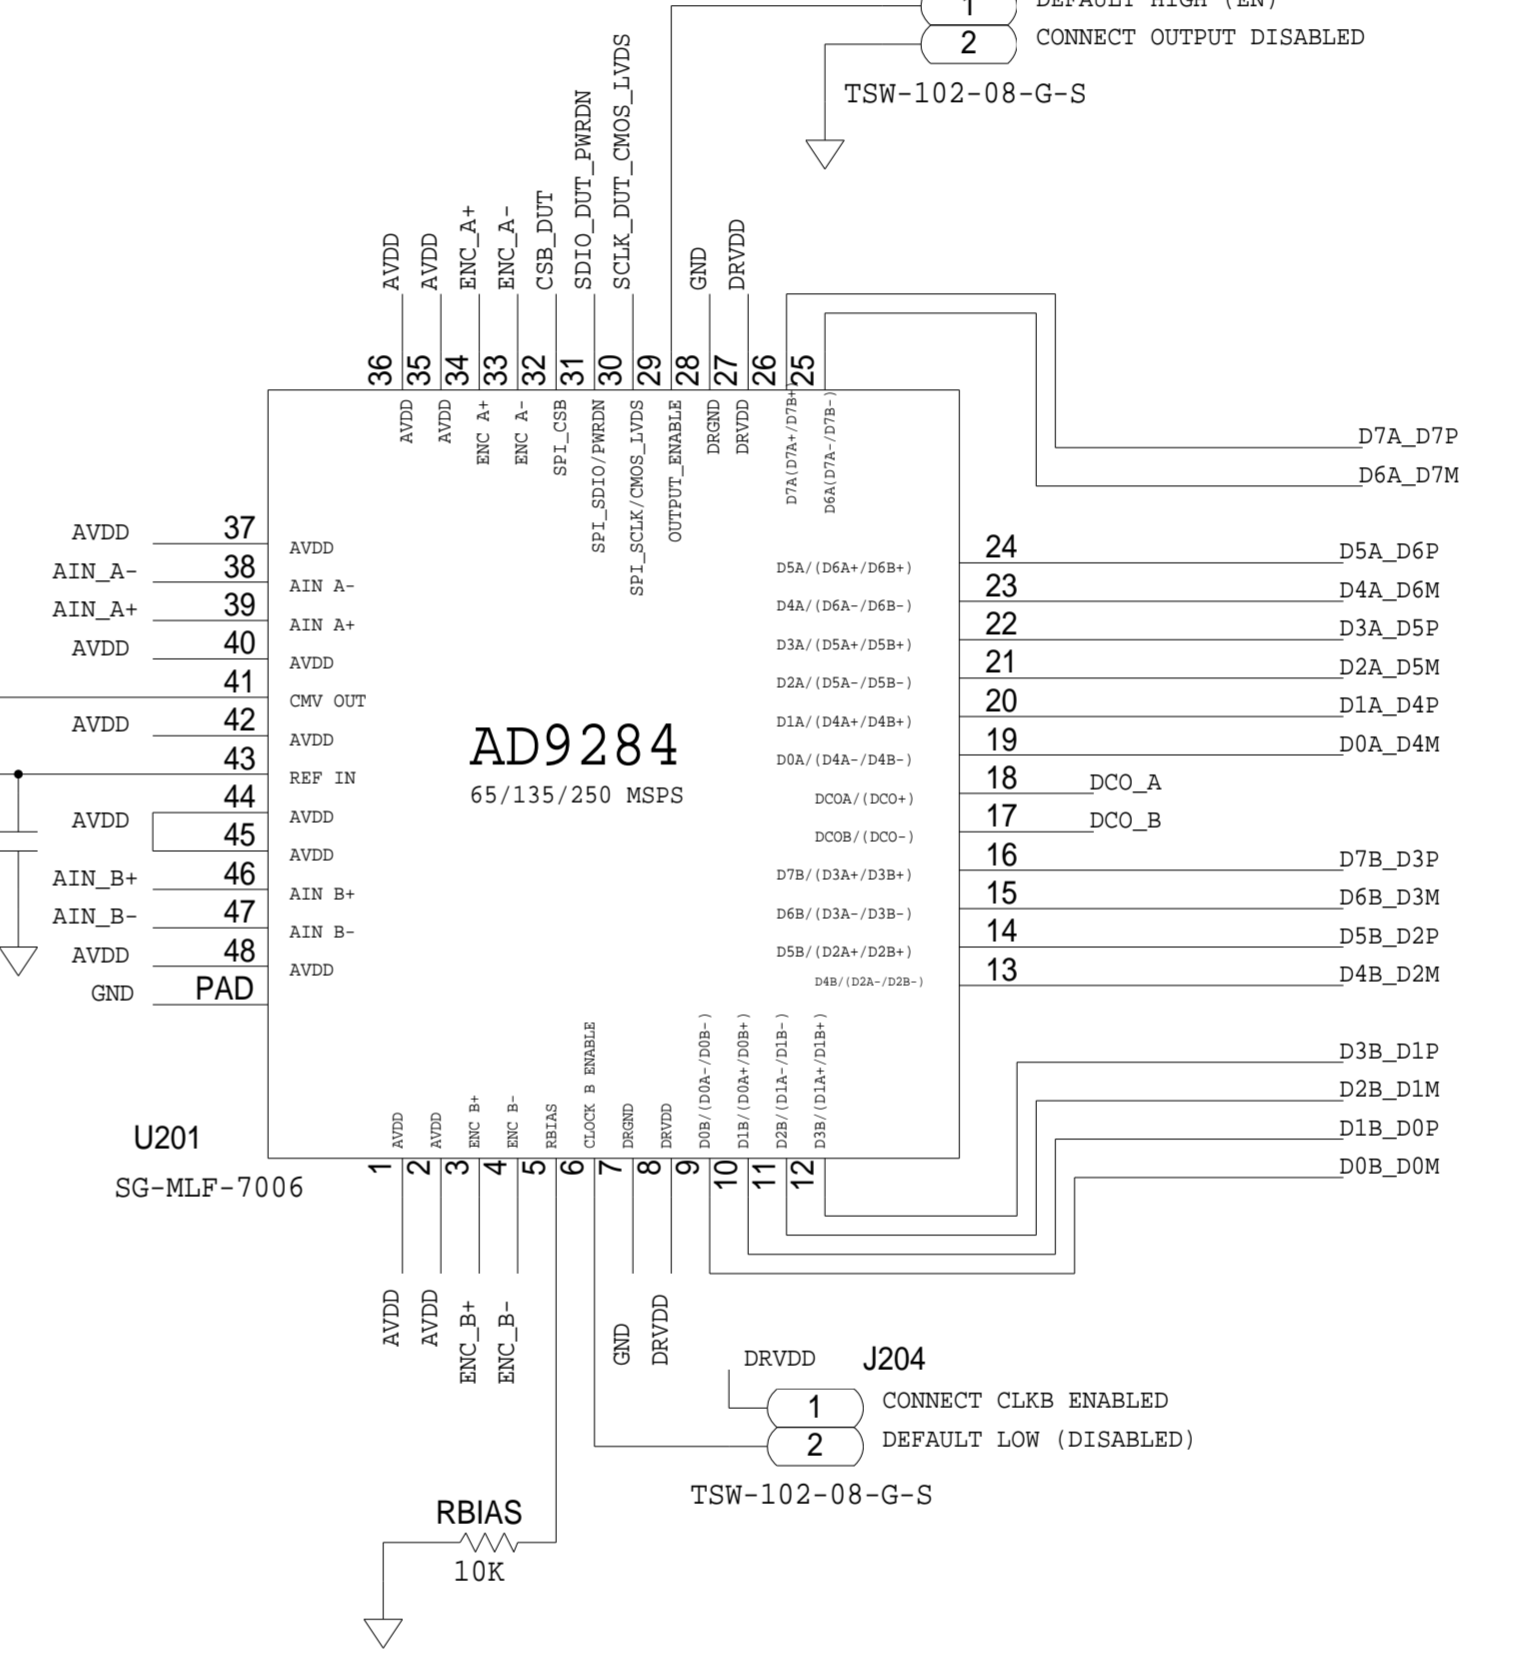 1 DEFAULT HIGH (EN)
2 CONNECT OUTPUT DISABLED
TSW-102-08-G-S
AVDD
AVDD
ENC_A+
ENC_A-
CSB_DUT
SDIO_DUT_PWRDN
SCLK_DUT_CMOS_LVDS
GND
DRVDD
36
35
34
33
32
31
30
29
28
27
26
25
AVDD
AVDD
ENC A+
ENC A-
SPI_CSB
SPI_SDIO/PWRDN
SPI_SCLK/CMOS_LVDS
OUTPUT_ENABLE
DRGND
DRVDD
D7A(D7A+/D7B+)
D6A(D7A-/D7B-)
D7A_D7P
D6A_D7M
AVDD 37 AVDD
AIN_A- 38 AIN A-
AIN_A+ 39 AIN A+
AVDD 40 AVDD
41 CMV OUT
AVDD 42 AVDD
43 REF IN
44 AVDD
AVDD
45 AVDD
AIN_B+ 46 AIN B+
AIN_B- 47 AIN B-
AVDD 48 AVDD
GND PAD
AD9284
65/135/250 MSPS
D5A/(D6A+/D6B+) 24 D5A_D6P
D4A/(D6A-/D6B-) 23 D4A_D6M
D3A/(D5A+/D5B+) 22 D3A_D5P
D2A/(D5A-/D5B-) 21 D2A_D5M
D1A/(D4A+/D4B+) 20 D1A_D4P
D0A/(D4A-/D4B-) 19 D0A_D4M
DCOA/(DCO+) 18 DCO_A
DCOB/(DCO-) 17 DCO_B
D7B/(D3A+/D3B+) 16 D7B_D3P
D6B/(D3A-/D3B-) 15 D6B_D3M
D5B/(D2A+/D2B+) 14 D5B_D2P
D4B/(D2A-/D2B-) 13 D4B_D2M
D3B_D1P
D2B_D1M
D1B_D0P
D0B_D0M
AVDD
AVDD
ENC B+
ENC B-
RBIAS
CLOCK B ENABLE
DRGND
DRVDD
D0B/(D0A-/D0B-)
D1B/(D0A+/D0B+)
D2B/(D1A-/D1B-)
D3B/(D1A+/D1B+)
U201
SG-MLF-7006
1
2
3
4
5
6
7
8
9
10
11
12
AVDD
AVDD
ENC_B+
ENC_B-
GND
DRVDD
DRVDD J204
1 CONNECT CLKB ENABLED
2 DEFAULT LOW (DISABLED)
TSW-102-08-G-S
RBIAS
10K